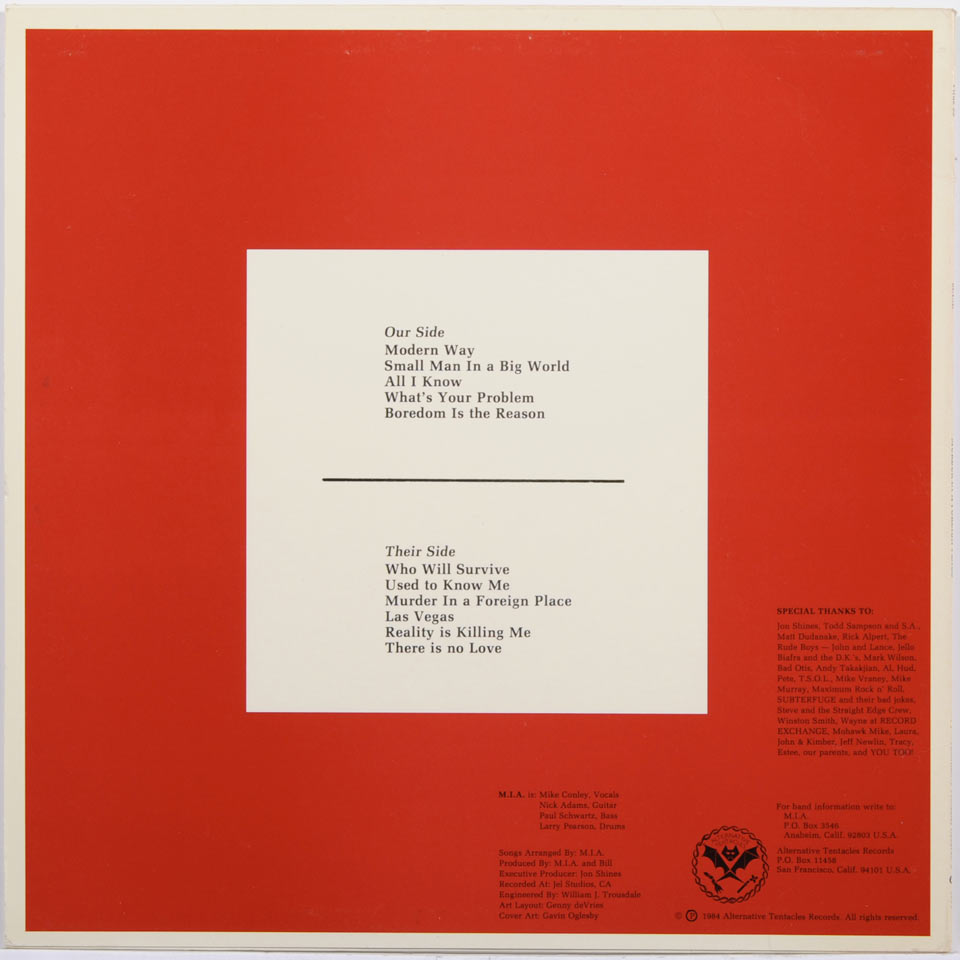 Our Side
Modern Way
Small Man In a Big World
All I Know
What's Your Problem
Boredom Is the Reason
Their Side
Who Will Survive
Used to Know Me
Murder In a Foreign Place
Las Vegas
Reality is Killing Me
There is no Love
SPECIAL THANKS TO:
Jon Shines, Todd Sampson and S.A.,
Matt Dudanske, Rick Alpert, The
Rude Boys — John and Lance, Jello
Biafra and the D.K.'s, Mark Wilson,
Bad Otis, Andy Takakjian, Al, Hud,
Pete, T.S.O.L., Mike Vraney, Mike
Murray, Maximum Rock n' Roll,
SUBTERFUGE and their bad jokes,
Steve and the Straight Edge Crew,
Winston Smith, Wayne at RECORD
EXCHANGE, Mohawk Mike, Laura,
John & Kimber, Jeff Newlin, Tracy,
Estee, our parents, and YOU TOO!
M.I.A. is: Mike Conley, Vocals
Nick Adams, Guitar
Paul Schwartz, Bass
Larry Pearson, Drums
Songs Arranged By: M.I.A.
Produced By: M.I.A. and Bill
Executive Producer: Jon Shines
Recorded At: Jel Studios, CA
Engineered By: William J. Trousdale
Art Layout: Genny deVries
Cover Art: Gavin Oglesby
For band information write to:
M.I.A.
P.O. Box 3546
Anaheim, Calif. 92803 U.S.A.
Alternative Tentacles Records
P.O. Box 11458
San Francisco, Calif. 94101 U.S.A.
ALTERNATIVE
© ℗ 1984 Alternative Tentacles Records. All rights reserved.